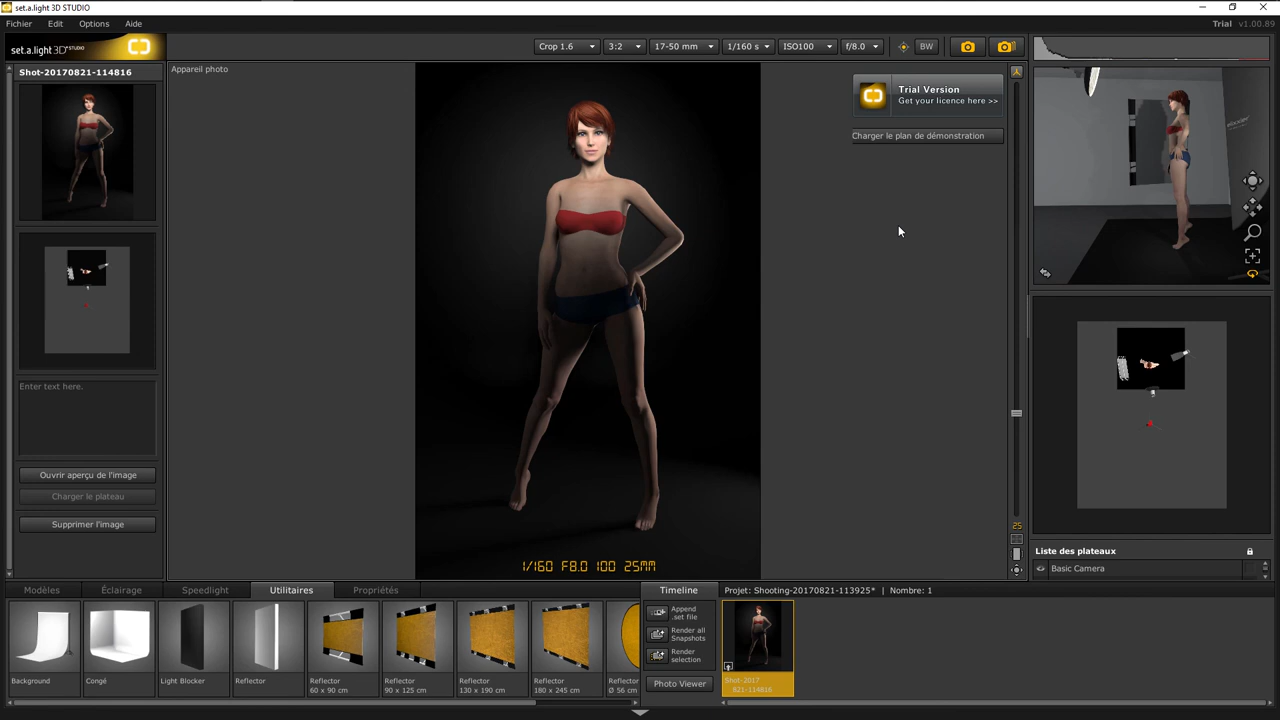 set.a.light 3D STUDIO
Fichier Edit Options Aide
Trial v1.00.89
set.a.light 3D STUDIO
Crop 1.6 3:2 17-50 mm 1/160 s ISO100 f/8.0 BW
Shot-20170821-114816
Appareil photo
Trial Version
Get your licence here >>
Charger le plan de démonstration
Enter text here.
Ouvrir aperçu de l'image
Charger le plateau
Supprimer l'image
1/160 F8.0 100 25MM
25
Liste des plateaux
Basic Camera
Modèles Éclairage Speedlight Utilitaires Propriétés
Timeline Projet: Shooting-20170821-113925* | Nombre: 1
Background
Congé
Light Blocker
Reflector
Reflector
60 x 90 cm
Reflector
90 x 125 cm
Reflector
130 x 190 cm
Reflector
180 x 245 cm
Reflector
Ø 56 cm
Append
.set file
Render all
Snapshots
Render
selection
Photo Viewer
Shot-2017
821-114816